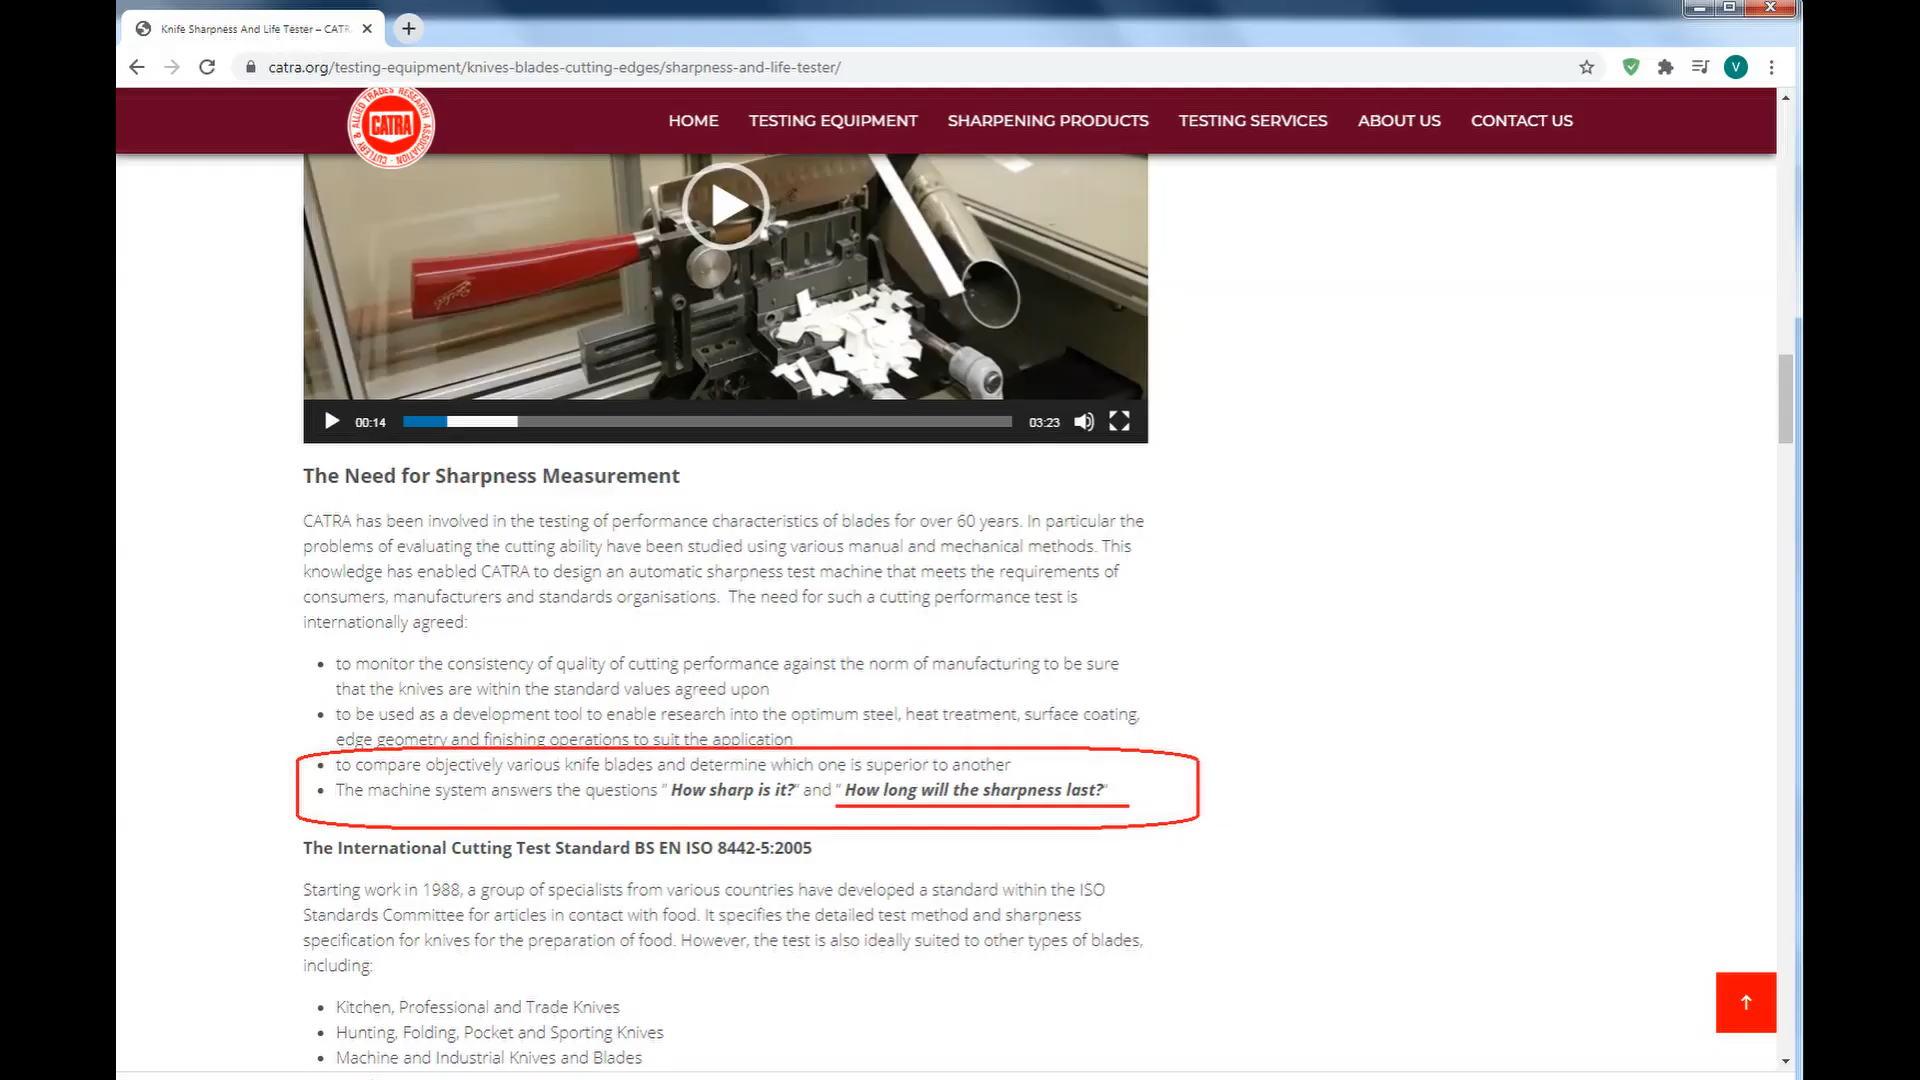 Knife Sharpness And Life Tester – CATR
catra.org/testing-equipment/knives-blades-cutting-edges/sharpness-and-life-tester/
V
CUTLERY & ALLIED TRADES RESEARCH ASSOCIATION
CATRA
HOME TESTING EQUIPMENT SHARPENING PRODUCTS TESTING SERVICES ABOUT US CONTACT US
00:14 03:23
The Need for Sharpness Measurement
CATRA has been involved in the testing of performance characteristics of blades for over 60 years. In particular the
problems of evaluating the cutting ability have been studied using various manual and mechanical methods. This
knowledge has enabled CATRA to design an automatic sharpness test machine that meets the requirements of
consumers, manufacturers and standards organisations. The need for such a cutting performance test is
internationally agreed:
• to monitor the consistency of quality of cutting performance against the norm of manufacturing to be sure
that the knives are within the standard values agreed upon
• to be used as a development tool to enable research into the optimum steel, heat treatment, surface coating,
edge geometry and finishing operations to suit the application
• to compare objectively various knife blades and determine which one is superior to another
• The machine system answers the questions " How sharp is it?" and " How long will the sharpness last?"
The International Cutting Test Standard BS EN ISO 8442-5:2005
Starting work in 1988, a group of specialists from various countries have developed a standard within the ISO
Standards Committee for articles in contact with food. It specifies the detailed test method and sharpness
specification for knives for the preparation of food. However, the test is also ideally suited to other types of blades,
including:
• Kitchen, Professional and Trade Knives
• Hunting, Folding, Pocket and Sporting Knives
• Machine and Industrial Knives and Blades